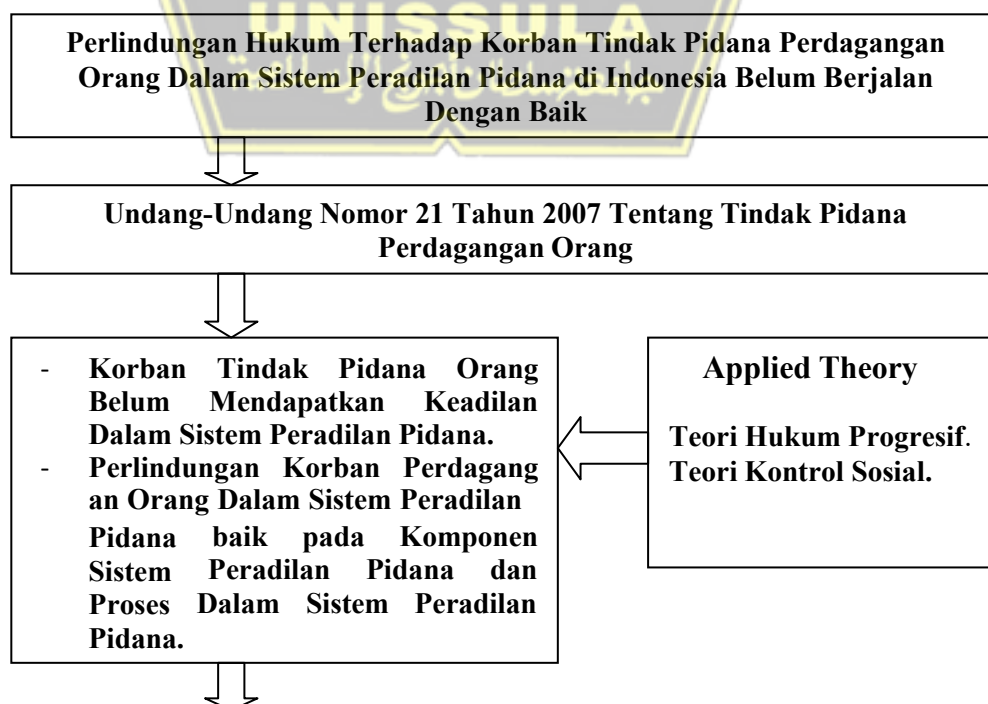 UNISSULA
Perlindungan Hukum Terhadap Korban Tindak Pidana Perdagangan
Orang Dalam Sistem Peradilan Pidana di Indonesia Belum Berjalan
Dengan Baik
Undang-Undang Nomor 21 Tahun 2007 Tentang Tindak Pidana
Perdagangan Orang
- Korban Tindak Pidana Orang
Belum Mendapatkan Keadilan
Dalam Sistem Peradilan Pidana.
- Perlindungan Korban Perdagang
an Orang Dalam Sistem Peradilan
Pidana baik pada Komponen
Sistem Peradilan Pidana dan
Proses Dalam Sistem Peradilan
Pidana.
Applied Theory
Teori Hukum Progresif.
Teori Kontrol Sosial.